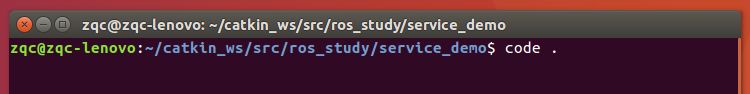 zqc@zqc-lenovo: ~/catkin_ws/src/ros_study/service_demo
zqc@zqc-lenovo:~/catkin_ws/src/ros_study/service_demo$ code .